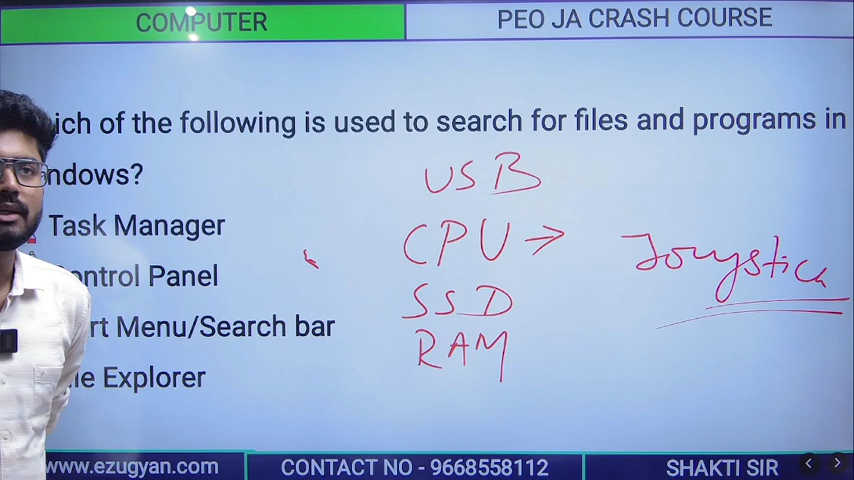 COMPUTER
PEO JA CRASH COURSE
ich of the following is used to search for files and programs in
ndows?
Task Manager
ontrol Panel
rt Menu/Search bar
le Explorer
USB
CPU →
SSD
RAM
Joystick
www.ezugyan.com
CONTACT NO - 9668558112
SHAKTI SIR